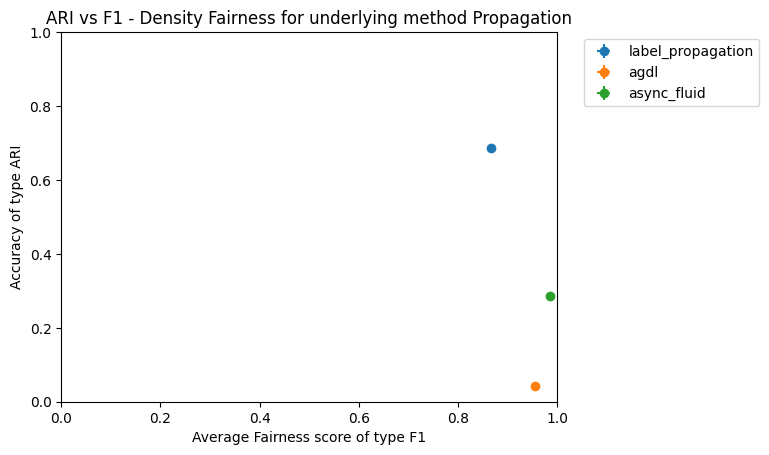 ARI vs F1 - Density Fairness for underlying method Propagation
label_propagation
agdl
async_fluid
Accuracy of type ARI
1.0
0.8
0.6
0.4
0.2
0.0
0.0 0.2 0.4 0.6 0.8 1.0
Average Fairness score of type F1